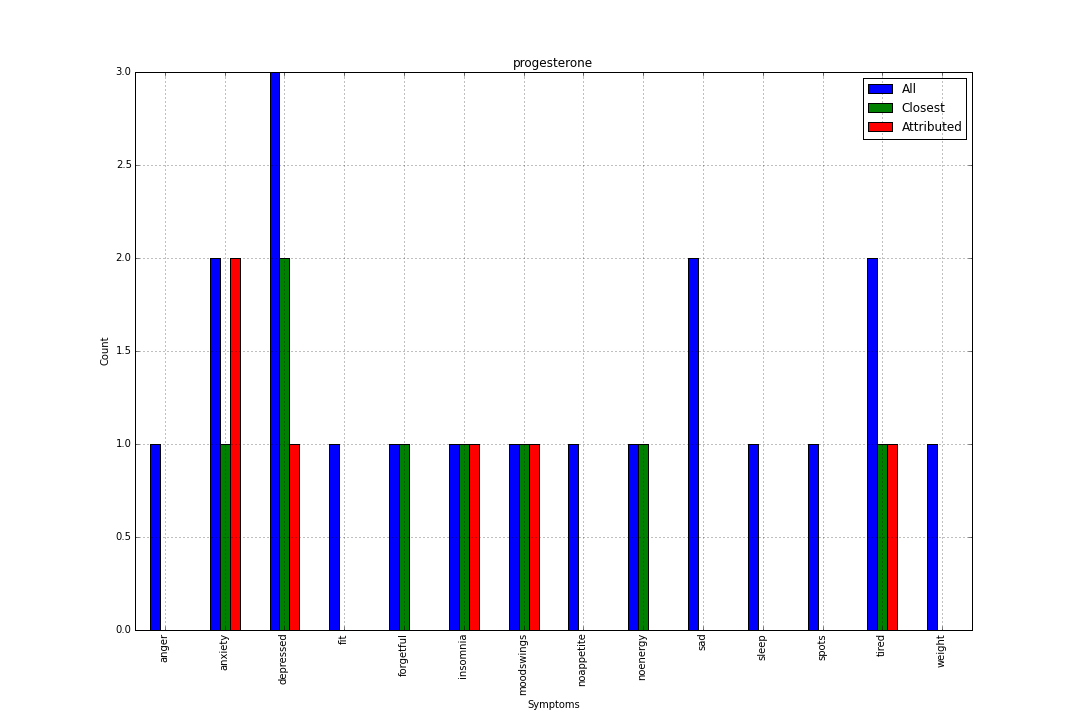 progesterone
All
Closest
Attributed
3.0
2.5
2.0
1.5
1.0
0.5
0.0
Count
anger
anxiety
depressed
fit
forgetful
insomnia
moodswings
noappetite
noenergy
sad
sleep
spots
tired
weight
Symptoms